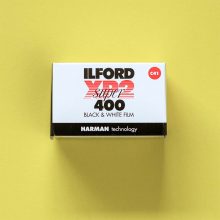 ILFORD
C41
XP2
super
400
BLACK & WHITE FILM
HARMAN technology